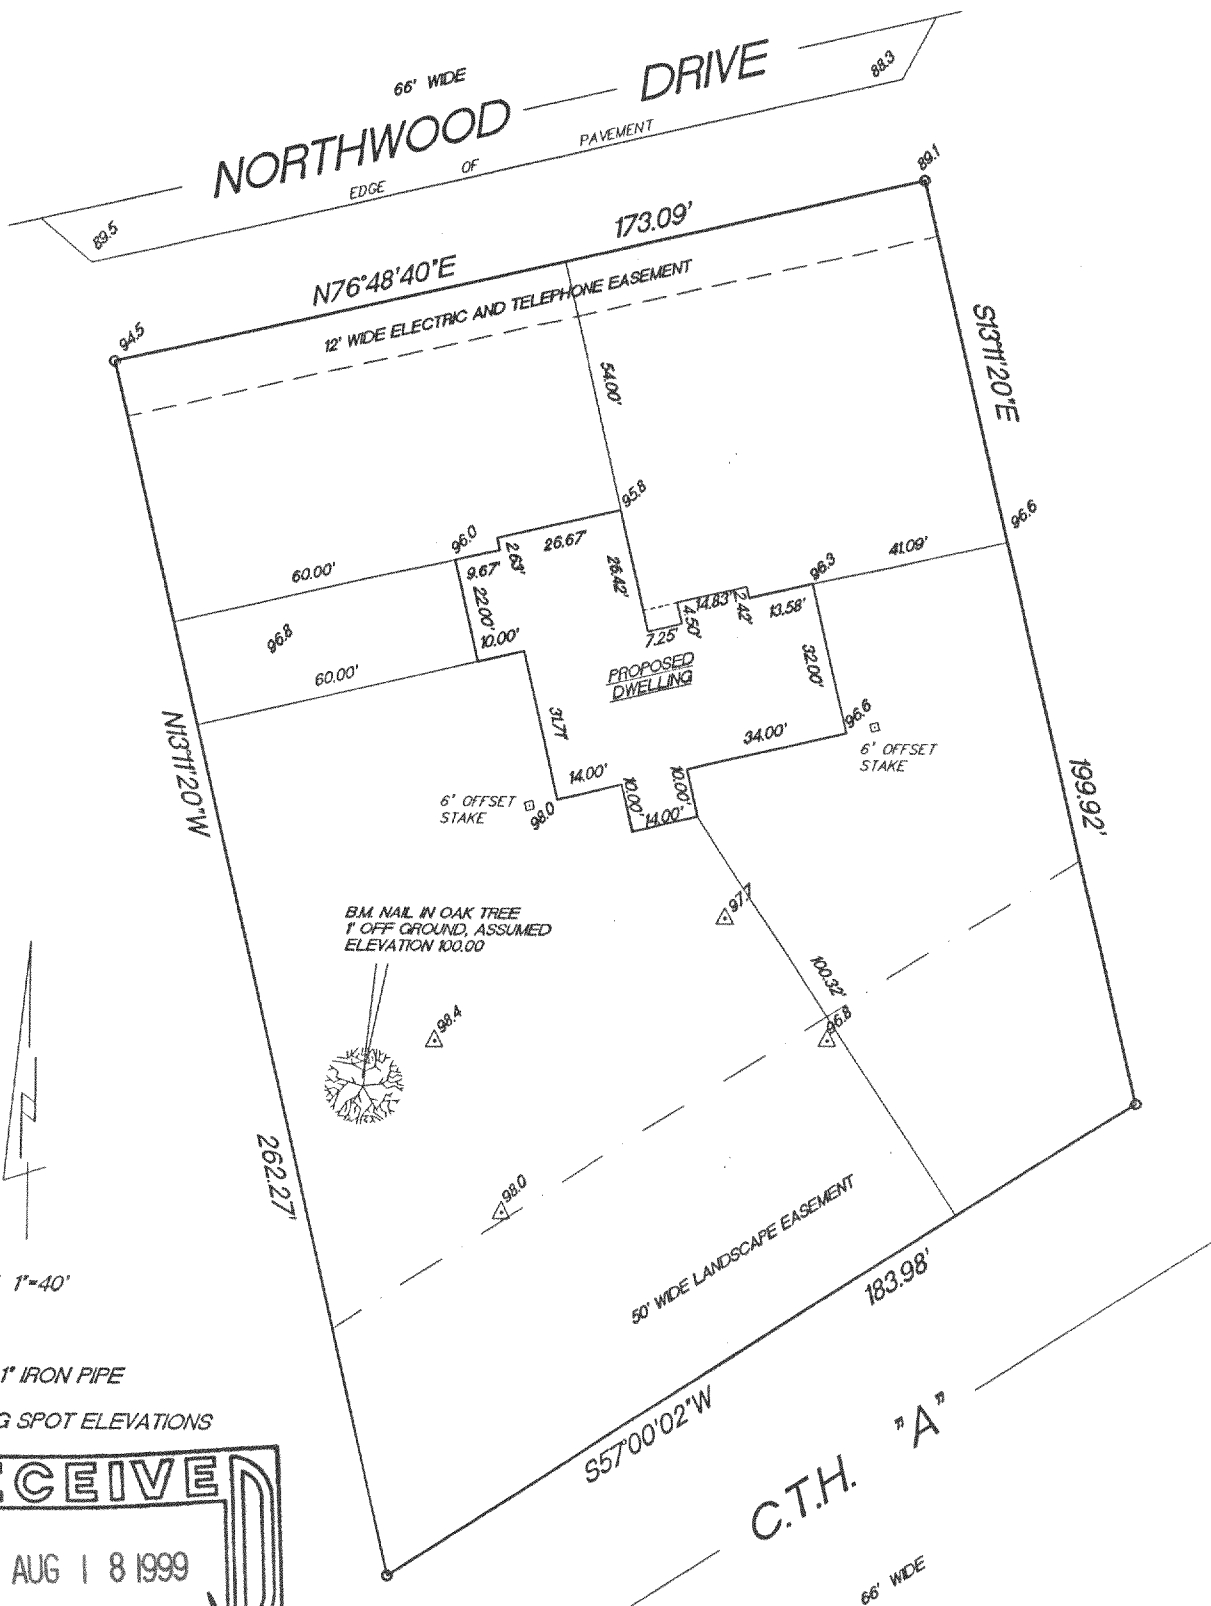 66' WIDE
NORTHWOOD DRIVE
EDGE OF PAVEMENT
88.3
89.5
89.1
173.09'
N76°48'40"E
12' WIDE ELECTRIC AND TELEPHONE EASEMENT
94.5
S13°11'20"E
54.00'
95.8
96.6
96.0
26.67'
2.63'
9.67'
60.00'
41.09'
96.3
26.42'
22.00'
14.83'
2.42'
13.58'
4.50'
7.25'
96.8
10.00'
60.00'
PROPOSED
DWELLING
32.00'
31.71'
N13°11'20"W
96.6
34.00'
6' OFFSET
STAKE
14.00'
10.00'
10.00'
14.00'
6' OFFSET
STAKE
98.0
199.92'
B.M. NAIL IN OAK TREE
1' OFF GROUND, ASSUMED
ELEVATION 100.00
97.7
100.32'
98.4
96.8
262.27'
98.0
50' WIDE LANDSCAPE EASEMENT
1"=40'
183.98'
1" IRON PIPE
G SPOT ELEVATIONS
S57°00'02"W
C.T.H. "A"
66' WIDE
ECEIVED
AUG 18 1999